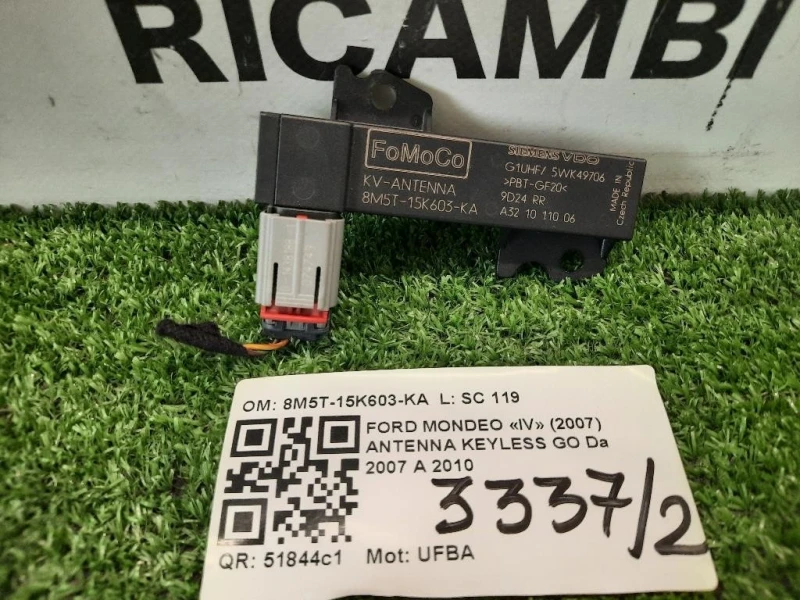 RICAMBI
FoMoCo
KV-ANTENNA
8M5T-15K603-KA
SIEMENS VDO
G1UHF/ 5WK49706
>PBT-GF20<
9D24 RR
A32 10 110 06
MADE IN
Czech Republic
OM: 8M5T-15K603-KA L: SC 119
FORD MONDEO «IV» (2007)
ANTENNA KEYLESS GO Da
2007 A 2010
3337/2
QR: 51844c1 Mot: UFBA